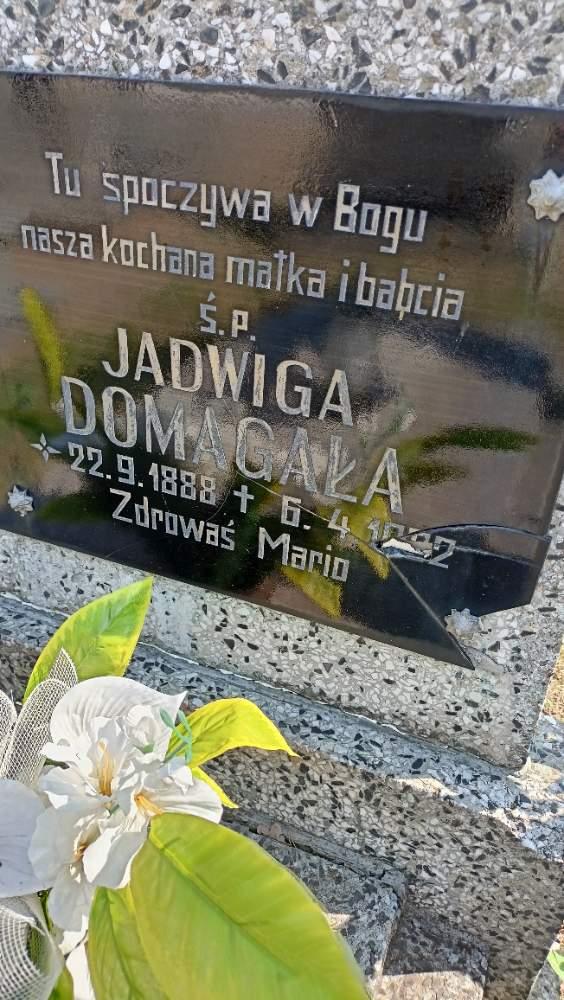 Tu spoczywa w Bogu
nasza kochana matka i babcia
ś.p.
JADWIGA
DOMAGAŁA
22.9.1888 † 6.4.
Zdrowaś Mario